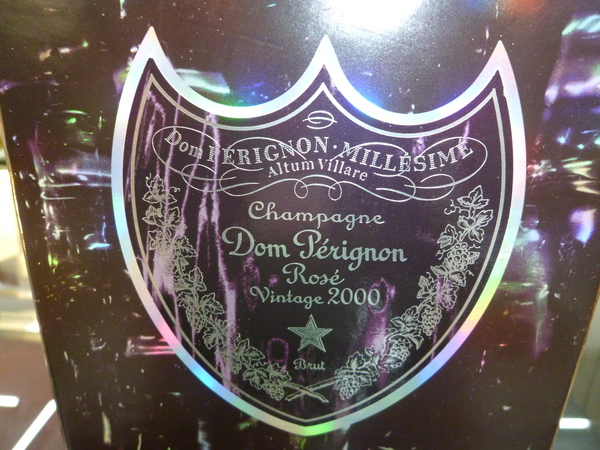 Dom PÉRIGNON · MILLÉSIME
Altum Villare
Champagne
Dom Pérignon
Rosé
Vintage 2000
Brut